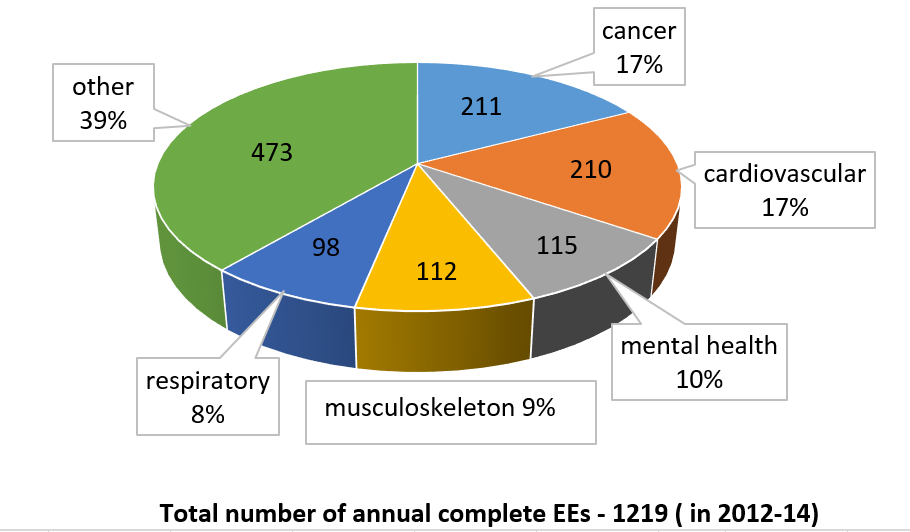 cancer
17%
other
39%
211
473
210
cardiovascular
17%
98
112
115
mental health
10%
respiratory
8%
musculoskeleton 9%
Total number of annual complete EEs - 1219 ( in 2012-14)